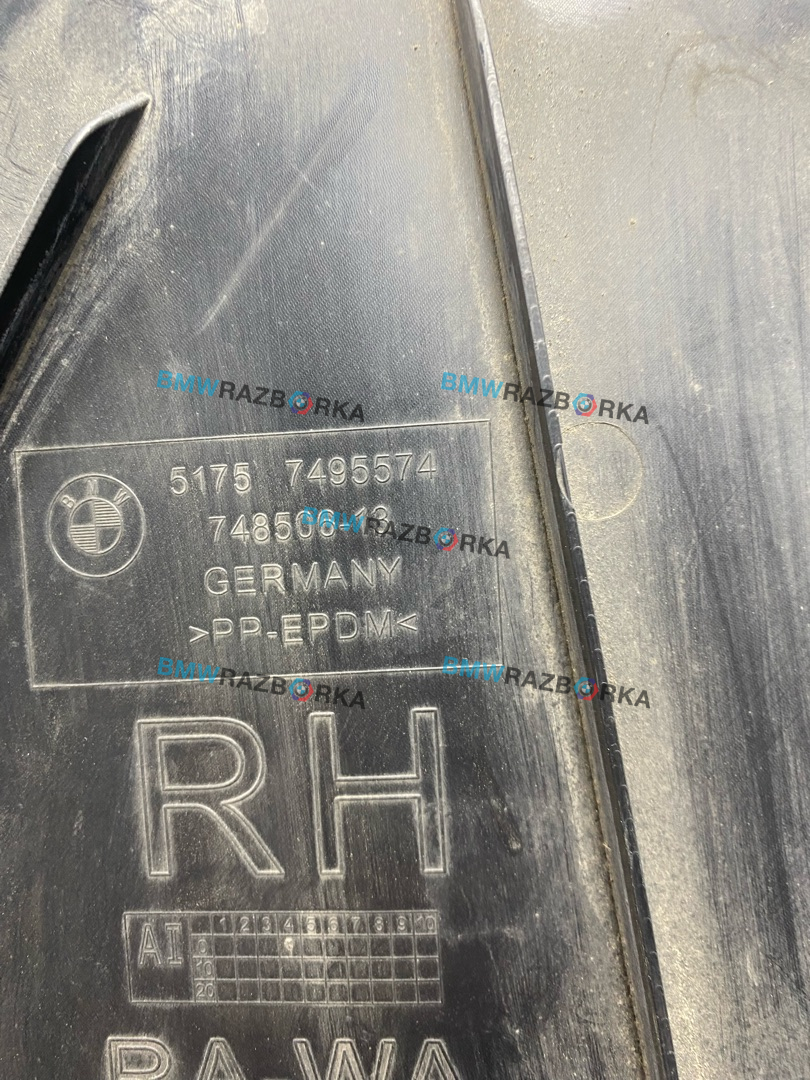 BMWRAZBORKA BMWRAZBORKA
BMW
5175 7495574
BMWRAZBORKA
GERMANY
>PP-EPDM<
BMWRAZBORKA BMWRAZBORKA
RH
AI
1 2 3 4 5 6 7 8 9 10
0
10
20